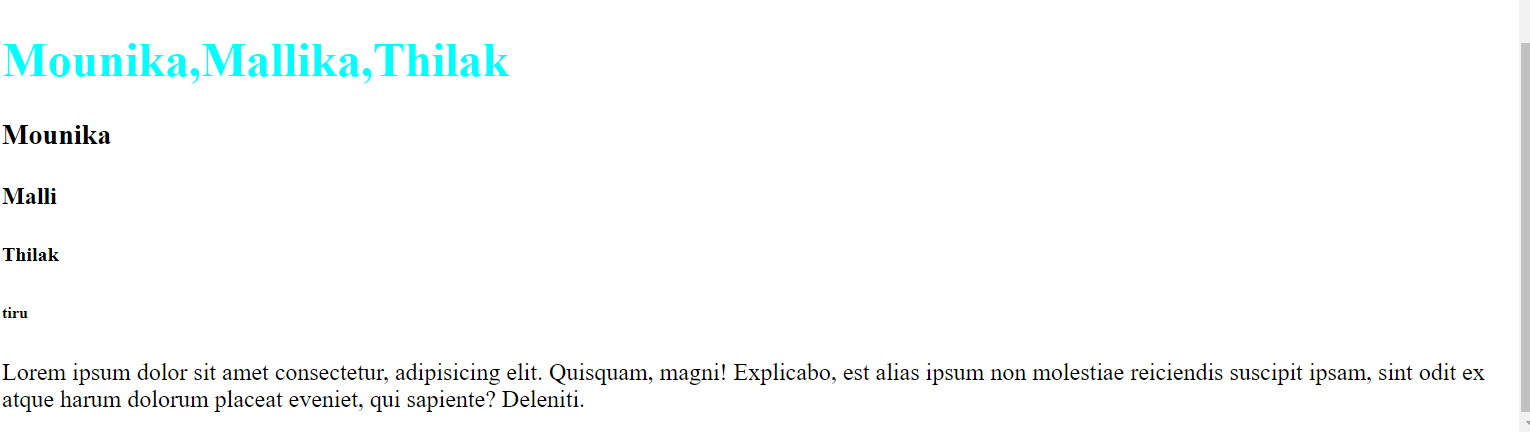 Mounika,Mallika,Thilak
Mounika
Malli
Thilak
tiru
Lorem ipsum dolor sit amet consectetur, adipisicing elit. Quisquam, magni! Explicabo, est alias ipsum non molestiae reiciendis suscipit ipsam, sint odit ex
atque harum dolorum placeat eveniet, qui sapiente? Deleniti.